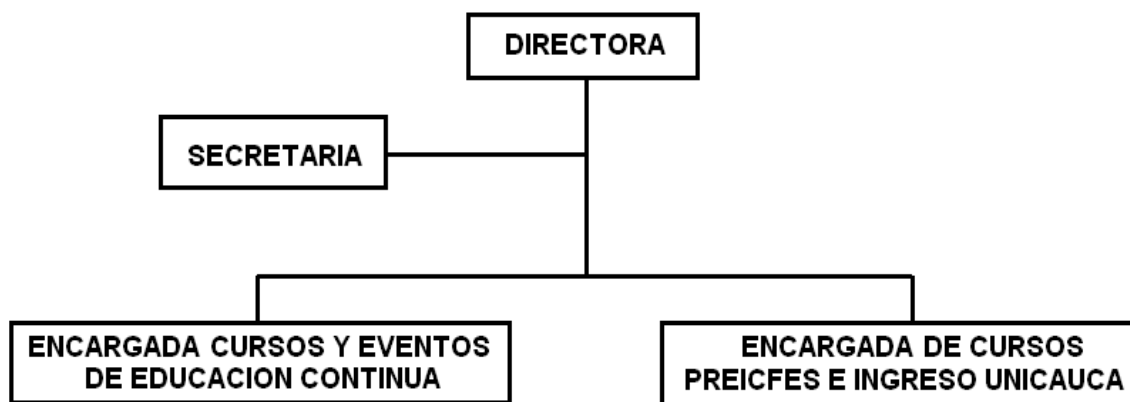 DIRECTORA
SECRETARIA
ENCARGADA CURSOS Y EVENTOS
DE EDUCACION CONTINUA
ENCARGADA DE CURSOS
PREICFES E INGRESO UNICAUCA